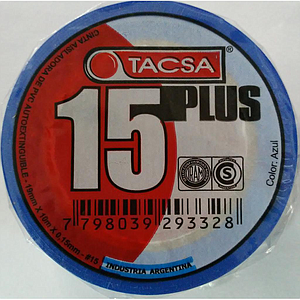 TACSA®
15 PLUS
CINTA AISLADORA DE PVC AUTOEXTINGUIBLE - 19mm X 10m X 0,15mm - #15
S
Color: Azul
7 798039 293328
INDUSTRIA ARGENTINA